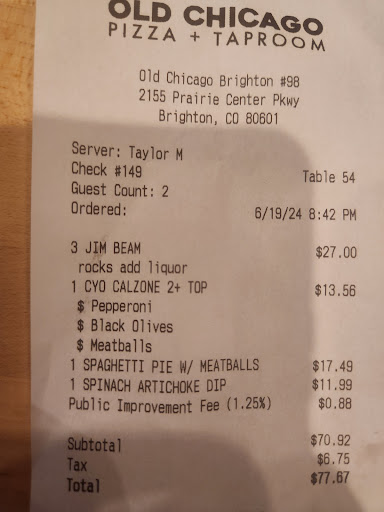 OLD CHICAGO
PIZZA + TAPROOM
Old Chicago Brighton #98
2155 Prairie Center Pkwy
Brighton, CO 80601
Server: Taylor M
Check #149 Table 54
Guest Count: 2
Ordered: 6/19/24 8:42 PM
3 JIM BEAM $27.00
rocks add liquor
1 CYO CALZONE 2+ TOP $13.56
$ Pepperoni
$ Black Olives
$ Meatballs
1 SPAGHETTI PIE W/ MEATBALLS $17.49
1 SPINACH ARTICHOKE DIP $11.99
Public Improvement Fee (1.25%) $0.88
Subtotal $70.92
Tax $6.75
Total $77.67